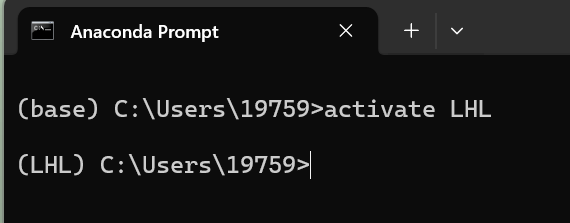 Anaconda Prompt
(base) C:\Users\19759>activate LHL
(LHL) C:\Users\19759>